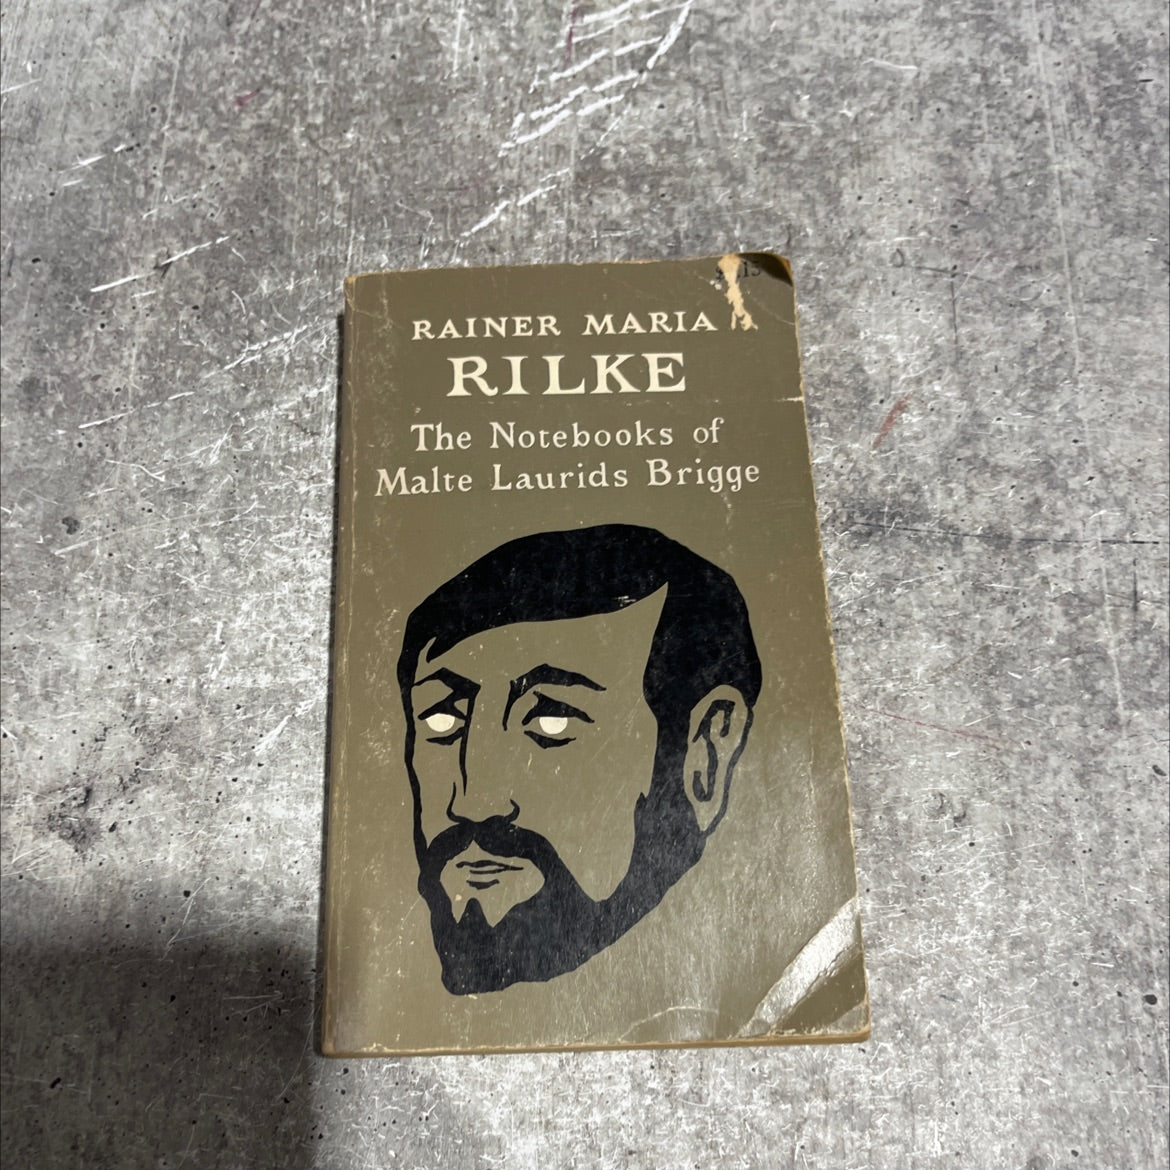 RAINER MARIA
RILKE
The Notebooks of
Malte Laurids Brigge